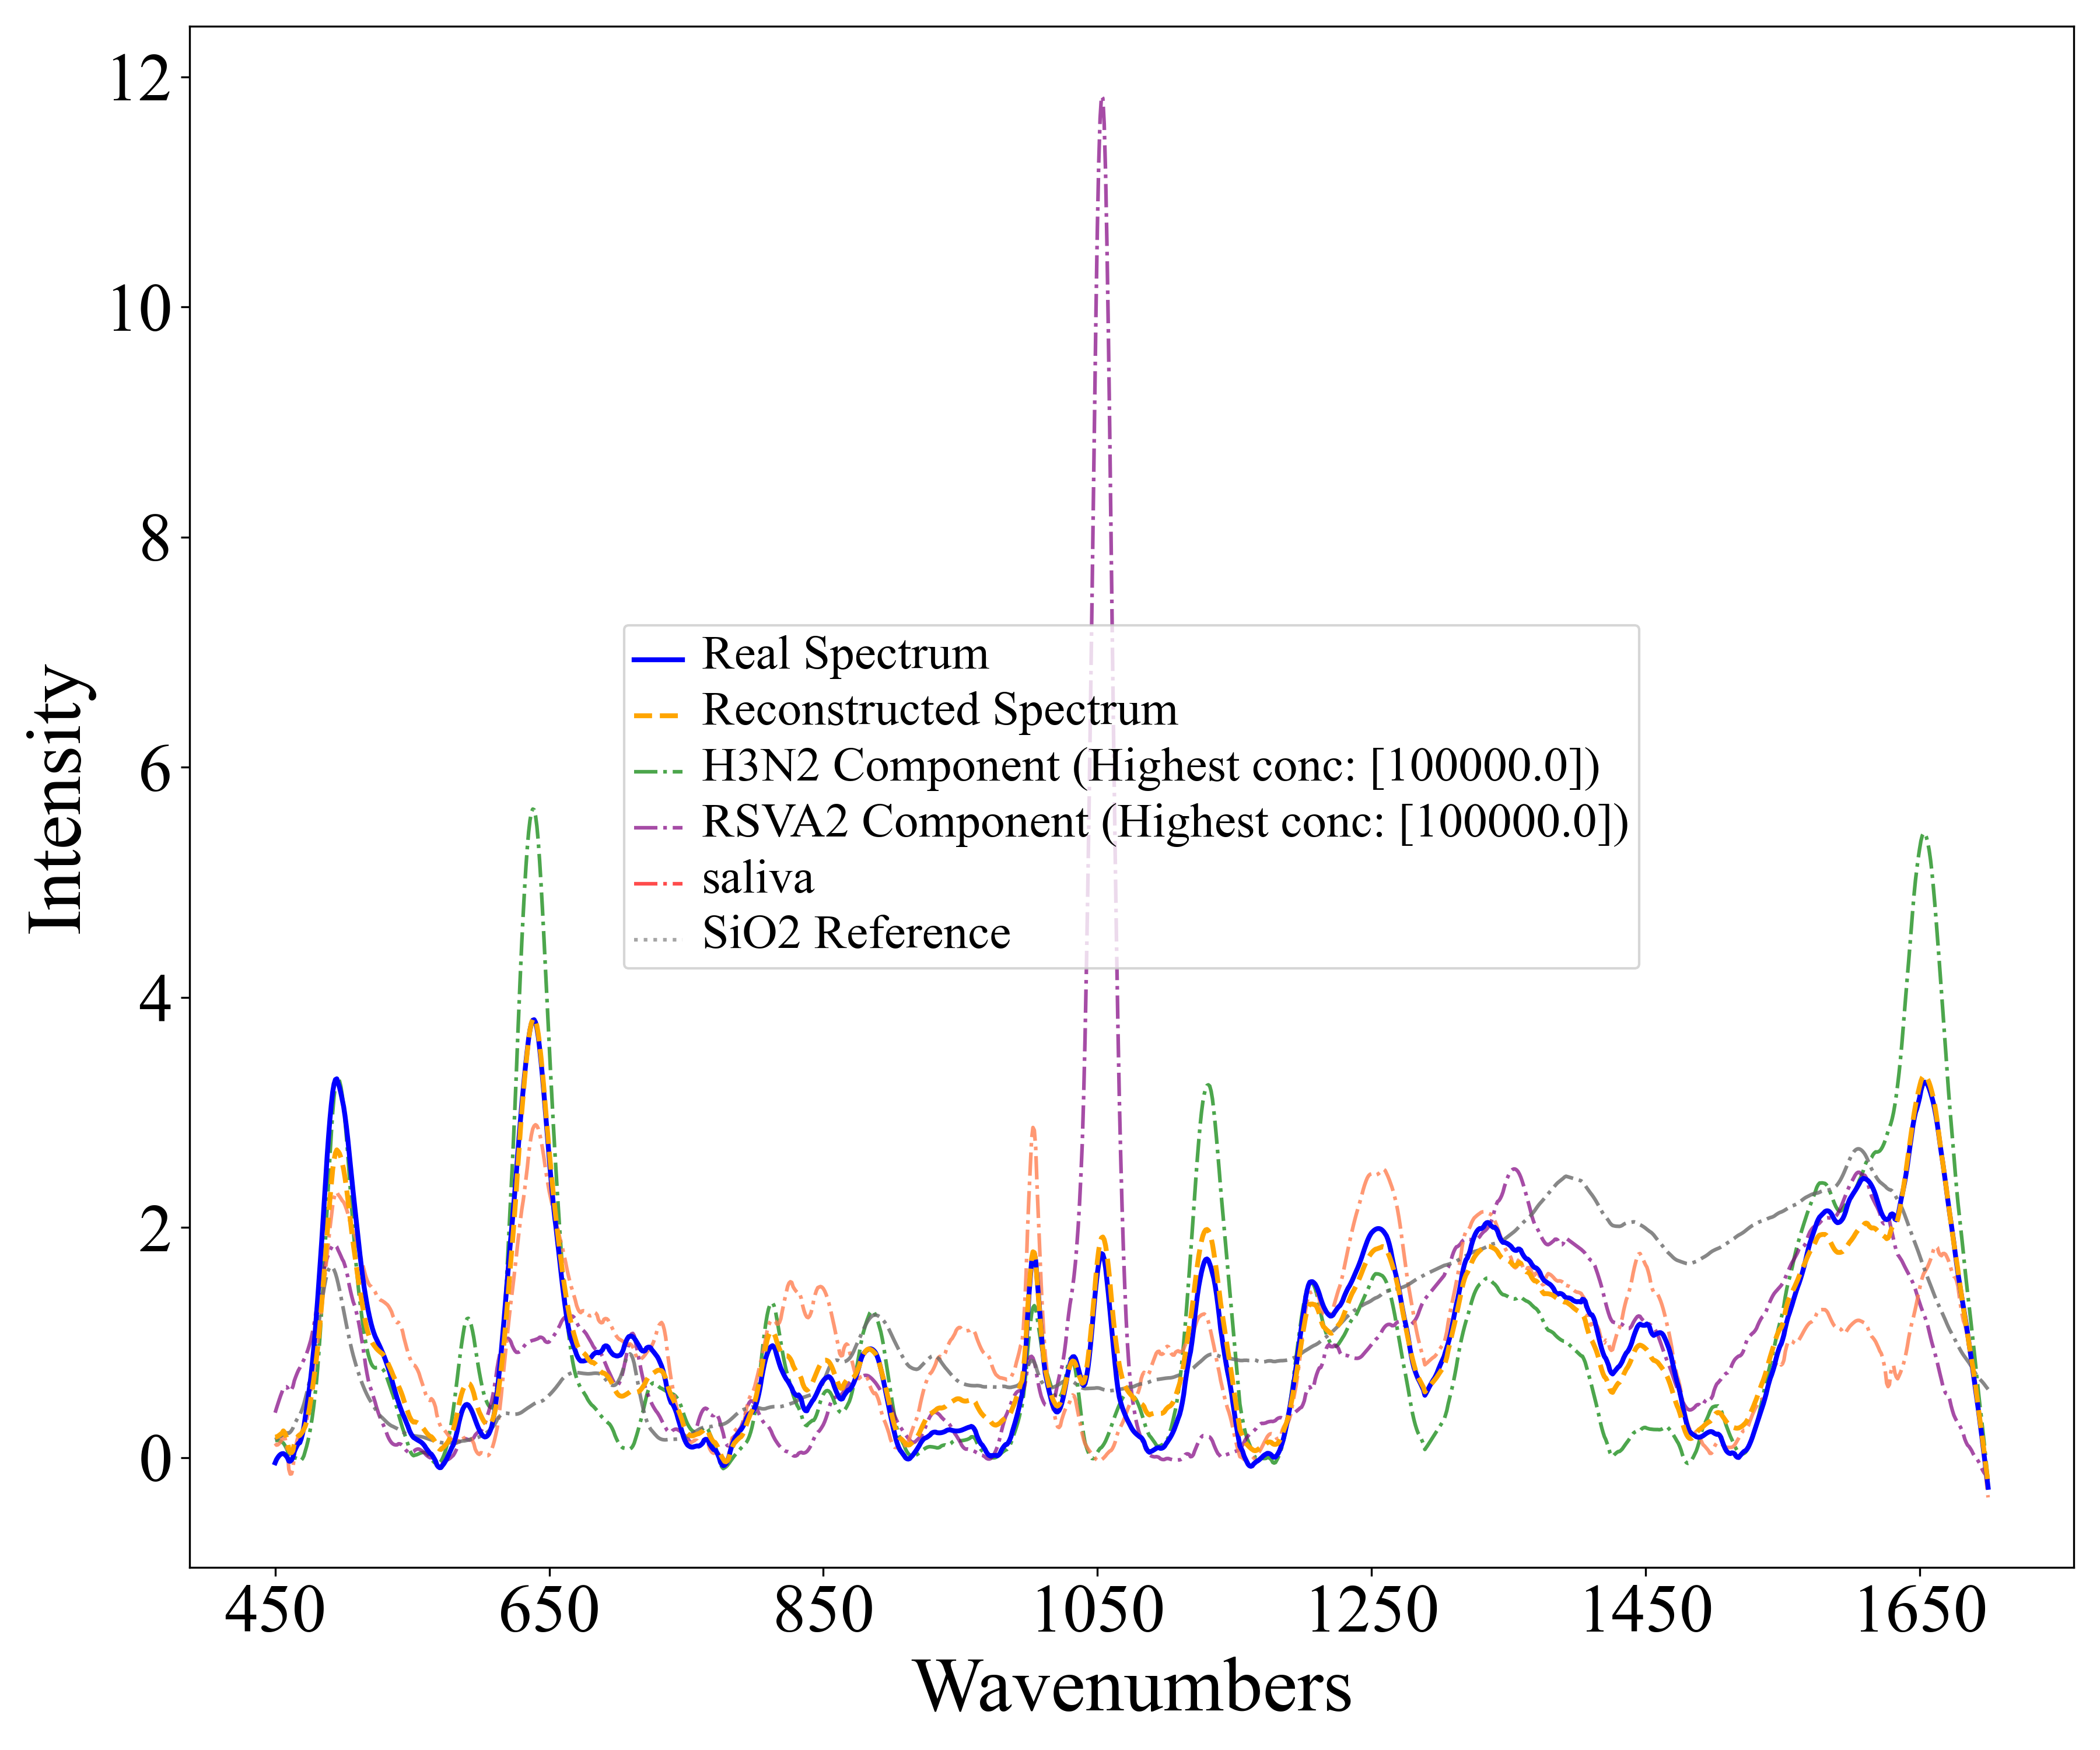 12
10
8
6
4
2
0
Intensity
Real Spectrum
Reconstructed Spectrum
H3N2 Component (Highest conc: [100000.0])
RSVA2 Component (Highest conc: [100000.0])
saliva
SiO2 Reference
450 650 850 1050 1250 1450 1650
Wavenumbers